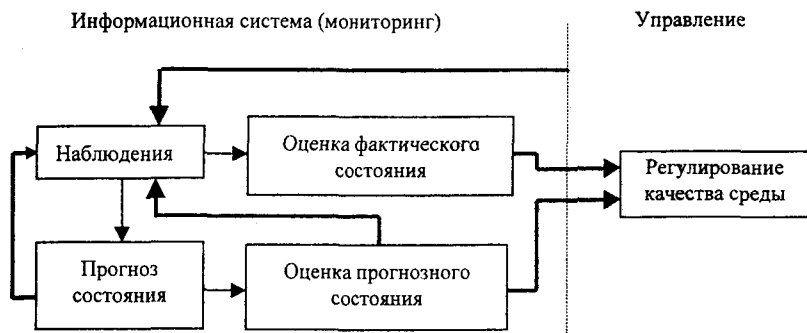 Информационная система (мониторинг)
Управление
Наблюдения
Оценка фактического
состояния
Регулирование
качества среды
Прогноз
состояния
Оценка прогнозного
состояния